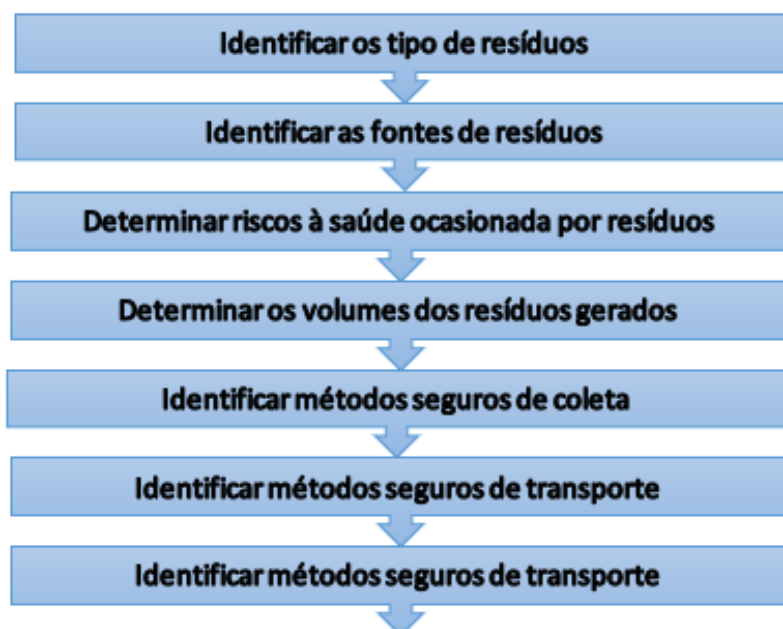 Identificar os tipo de resíduos
Identificar as fontes de resíduos
Determinar riscos à saúde ocasionada por resíduos
Determinar os volumes dos resíduos gerados
Identificar métodos seguros de coleta
Identificar métodos seguros de transporte
Identificar métodos seguros de transporte